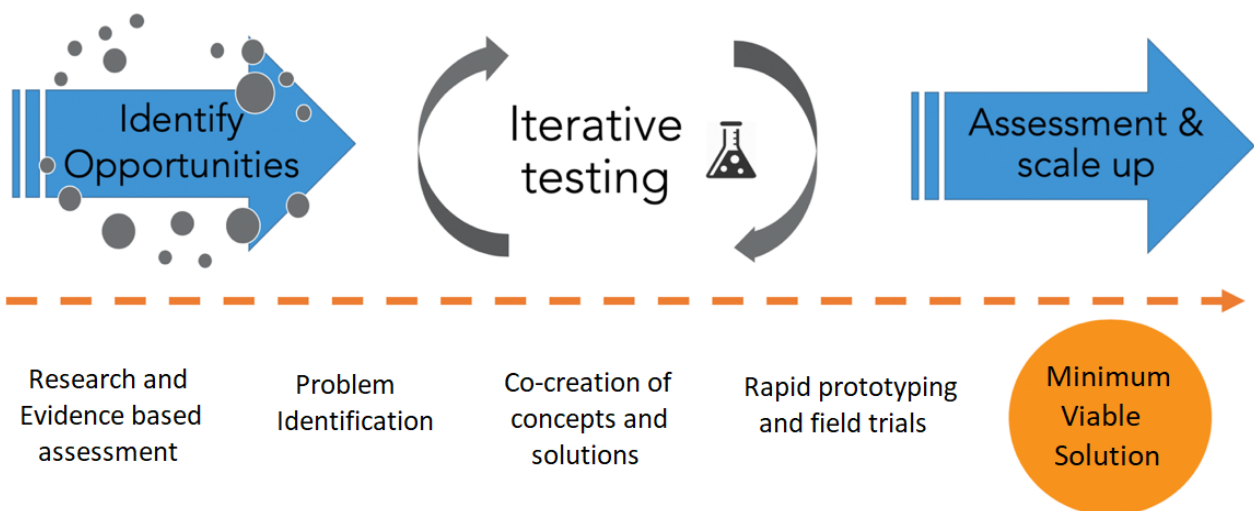 Identify
Opportunities
Iterative
testing
Assessment &
scale up
Research and
Evidence based
assessment
Problem
Identification
Co-creation of
concepts and
solutions
Rapid prototyping
and field trials
Minimum
Viable
Solution